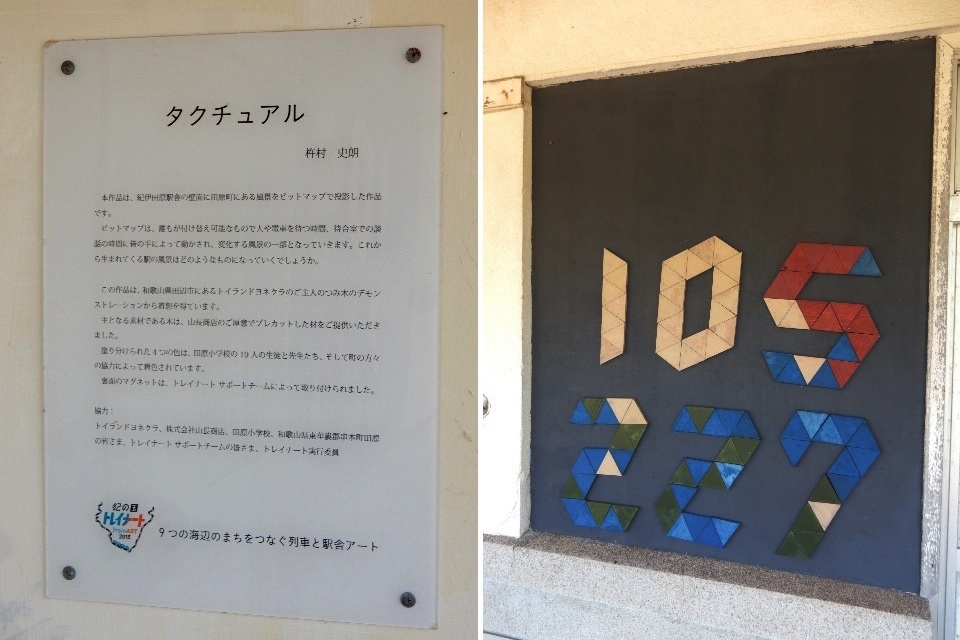 タクチュアル
杵村　史朗
本作品は、紀伊田原駅舎の壁面に田原町にある風景をビットマップで投影した作品
です。
ビットマップは、誰もが付け替え可能なもので人や電車を待つ時間、待合室での談
話の時間に皆の手によって動かされ、変化する風景の一部となっていきます。これか
ら生まれてくる駅の風景はどのようなものになっていくでしょうか。
この作品は、和歌山県田辺市にあるトイランドヨネクラのご主人のつみ木のデモン
ストレーションから着想を得ています。
主となる素材である木は、山長商店のご厚意でプレカットした材をご提供いただき
ました。
塗り分けられた4つの色は、田原小学校の19人の生徒と先生たち、そして町の方々
の協力によって着色されています。
裏面のマグネットは、トレイナート サポートチームによって取り付けられました。
協力：
トイランドヨネクラ、株式会社山長商店、田原小学校、和歌山県東牟婁郡串本町田原
の皆さま、トレイナート サポートチームの皆さま、トレイナート実行委員
紀の国
トレイナート
trainART
2015
9つの海辺のまちをつなぐ列車と駅舎アート
105
227